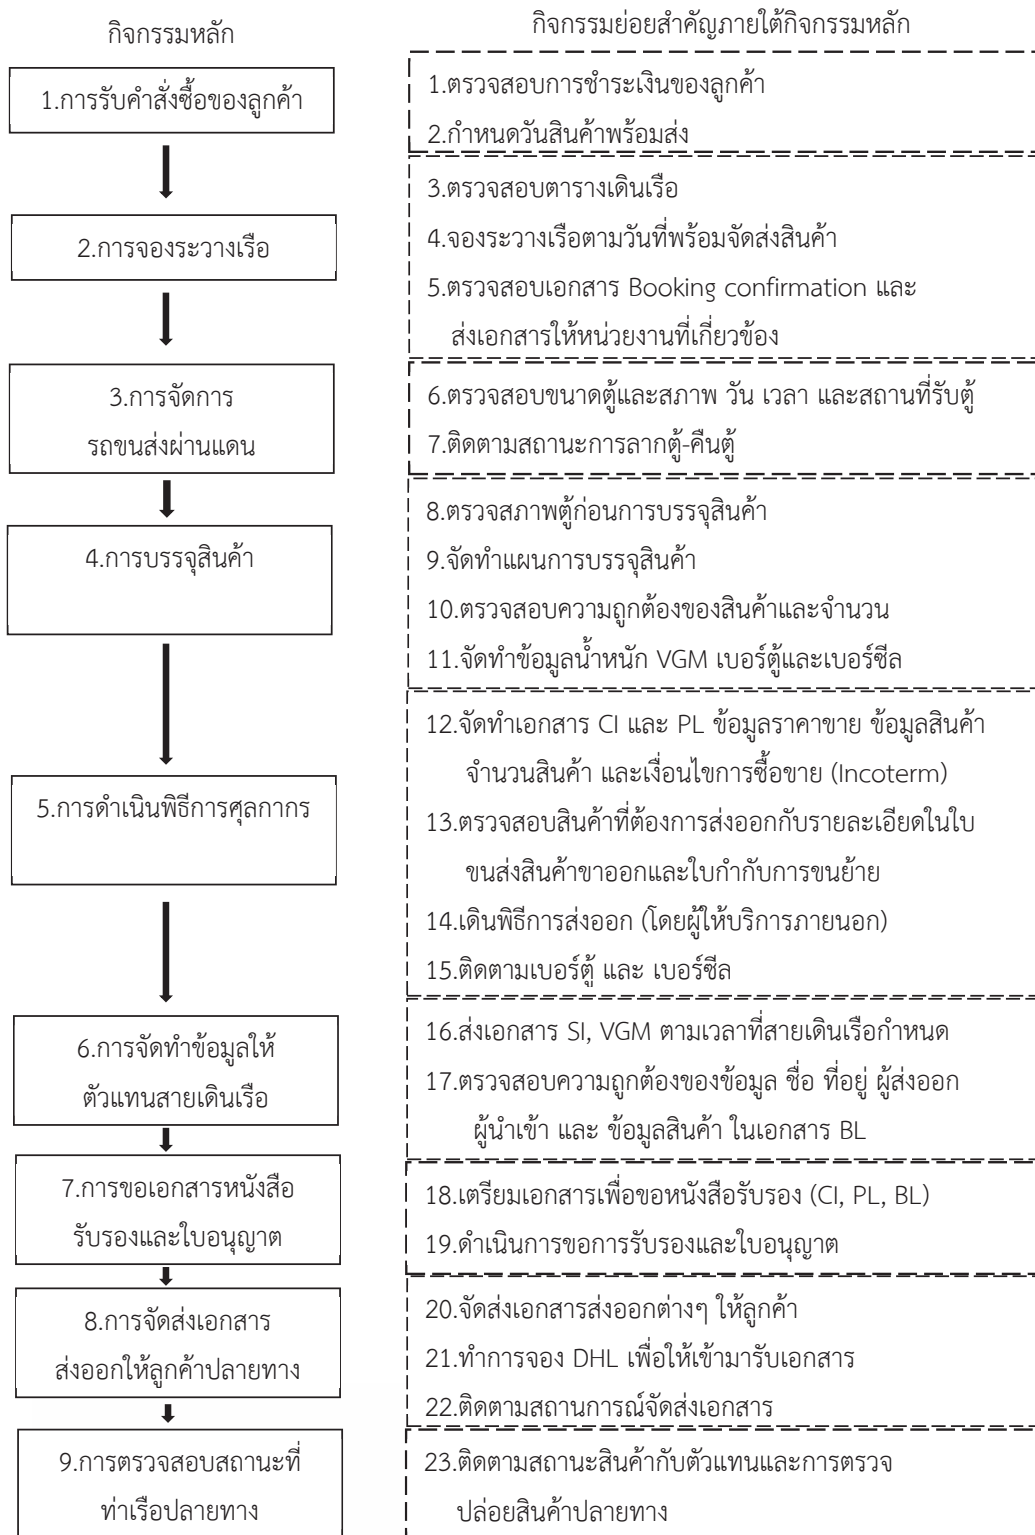 กิจกรรมหลัก
กิจกรรมย่อยสำคัญภายใต้กิจกรรมหลัก
1.การรับคำสั่งซื้อของลูกค้า
1.ตรวจสอบการชำระเงินของลูกค้า
2.กำหนดวันสินค้าพร้อมส่ง
2.การจองระวางเรือ
3.ตรวจสอบตารางเดินเรือ
4.จองระวางเรือตามวันที่พร้อมจัดส่งสินค้า
5.ตรวจสอบเอกสาร Booking confirmation และ
ส่งเอกสารให้หน่วยงานที่เกี่ยวข้อง
3.การจัดการ
รถขนส่งผ่านแดน
6.ตรวจสอบขนาดตู้และสภาพ วัน เวลา และสถานที่รับตู้
7.ติดตามสถานะการลากตู้-คืนตู้
4.การบรรจุสินค้า
8.ตรวจสภาพตู้ก่อนการบรรจุสินค้า
9.จัดทำแผนการบรรจุสินค้า
10.ตรวจสอบความถูกต้องของสินค้าและจำนวน
11.จัดทำข้อมูลน้ำหนัก VGM เบอร์ตู้และเบอร์ซีล
5.การดำเนินพิธีการศุลกากร
12.จัดทำเอกสาร CI และ PL ข้อมูลราคาขาย ข้อมูลสินค้า
จำนวนสินค้า และเงื่อนไขการซื้อขาย (Incoterm)
13.ตรวจสอบสินค้าที่ต้องการส่งออกกับรายละเอียดในใบ
ขนส่งสินค้าขาออกและใบกำกับการขนย้าย
14.เดินพิธีการส่งออก (โดยผู้ให้บริการภายนอก)
15.ติดตามเบอร์ตู้ และ เบอร์ซีล
6.การจัดทำข้อมูลให้
ตัวแทนสายเดินเรือ
16.ส่งเอกสาร SI, VGM ตามเวลาที่สายเดินเรือกำหนด
17.ตรวจสอบความถูกต้องของข้อมูล ชื่อ ที่อยู่ ผู้ส่งออก
ผู้นำเข้า และ ข้อมูลสินค้า ในเอกสาร BL
7.การขอเอกสารหนังสือ
รับรองและใบอนุญาต
18.เตรียมเอกสารเพื่อขอหนังสือรับรอง (CI, PL, BL)
19.ดำเนินการขอการรับรองและใบอนุญาต
8.การจัดส่งเอกสาร
ส่งออกให้ลูกค้าปลายทาง
20.จัดส่งเอกสารส่งออกต่างๆ ให้ลูกค้า
21.ทำการจอง DHL เพื่อให้เข้ามารับเอกสาร
22.ติดตามสถานการณ์จัดส่งเอกสาร
9.การตรวจสอบสถานะที่
ท่าเรือปลายทาง
23.ติดตามสถานะสินค้ากับตัวแทนและการตรวจ
ปล่อยสินค้าปลายทาง